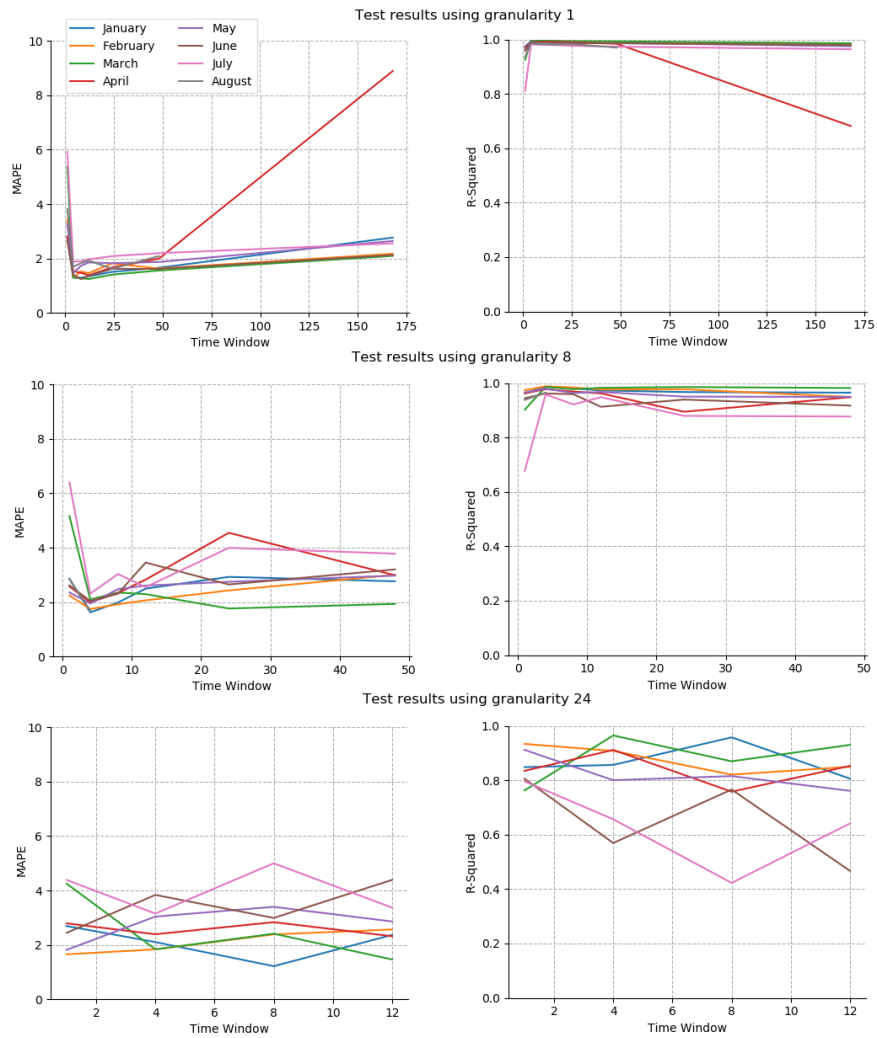 Test results using granularity 1
January
February
March
April
May
June
July
August
10
8
6
4
2
0
MAPE
0 25 50 75 100 125 150 175
Time Window
1.0
0.8
0.6
0.4
0.2
0.0
R-Squared
0 25 50 75 100 125 150 175
Time Window
Test results using granularity 8
10
8
6
4
2
0
MAPE
0 10 20 30 40 50
Time Window
1.0
0.8
0.6
0.4
0.2
0.0
R-Squared
0 10 20 30 40 50
Time Window
Test results using granularity 24
10
8
6
4
2
0
MAPE
2 4 6 8 10 12
Time Window
1.0
0.8
0.6
0.4
0.2
0.0
R-Squared
2 4 6 8 10 12
Time Window